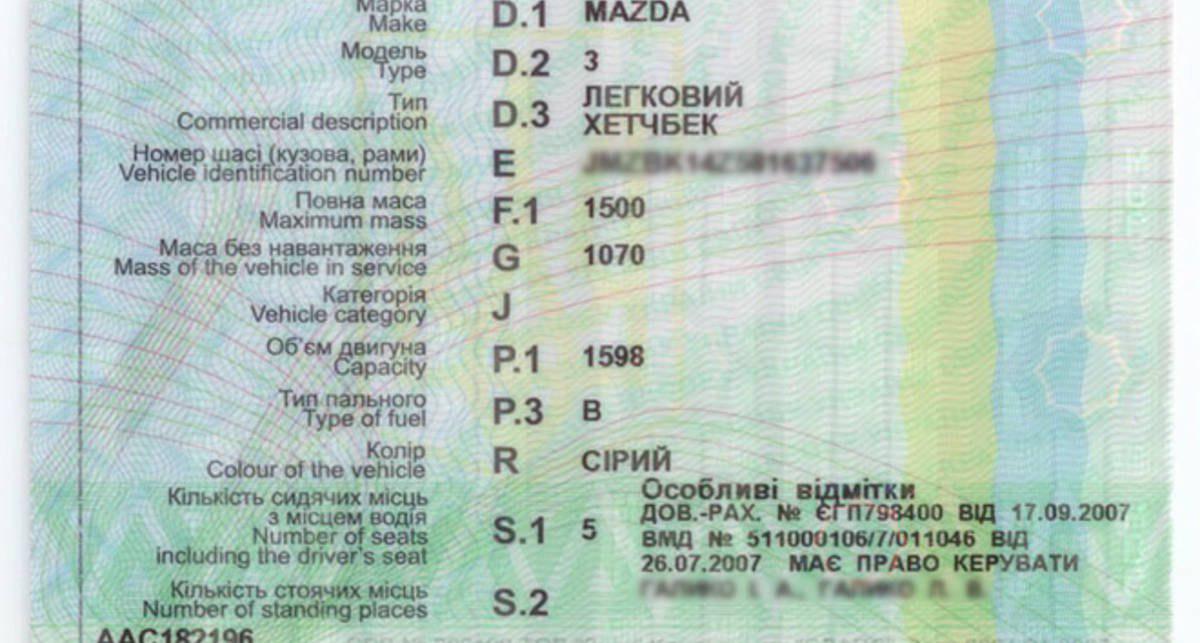 Марка
Make
D.1
MAZDA
Модель
Type
D.2
3
Тип
Commercial description
D.3
ЛЕГКОВИЙ
ХЕТЧБЕК
Номер шасі (кузова, рами)
Vehicle identification number
E
Повна маса
Maximum mass
F.1
1500
Маса без навантаження
Mass of the vehicle in service
G
1070
Категорія
Vehicle category
J
Об'єм двигуна
Capacity
P.1
1598
Тип пального
Type of fuel
P.3
В
Колір
Colour of the vehicle
R
СІРИЙ
Кількість сидячих місць
з місцем водія
Number of seats
including the driver's seat
S.1
5
Особливі відмітки
ДОВ.-РАХ. № ЄГП798400 ВІД 17.09.2007
ВМД № 511000106/7/011046 ВІД
26.07.2007 МАЄ ПРАВО КЕРУВАТИ
Кількість стоячих місць
Number of standing places
S.2
ААС182196